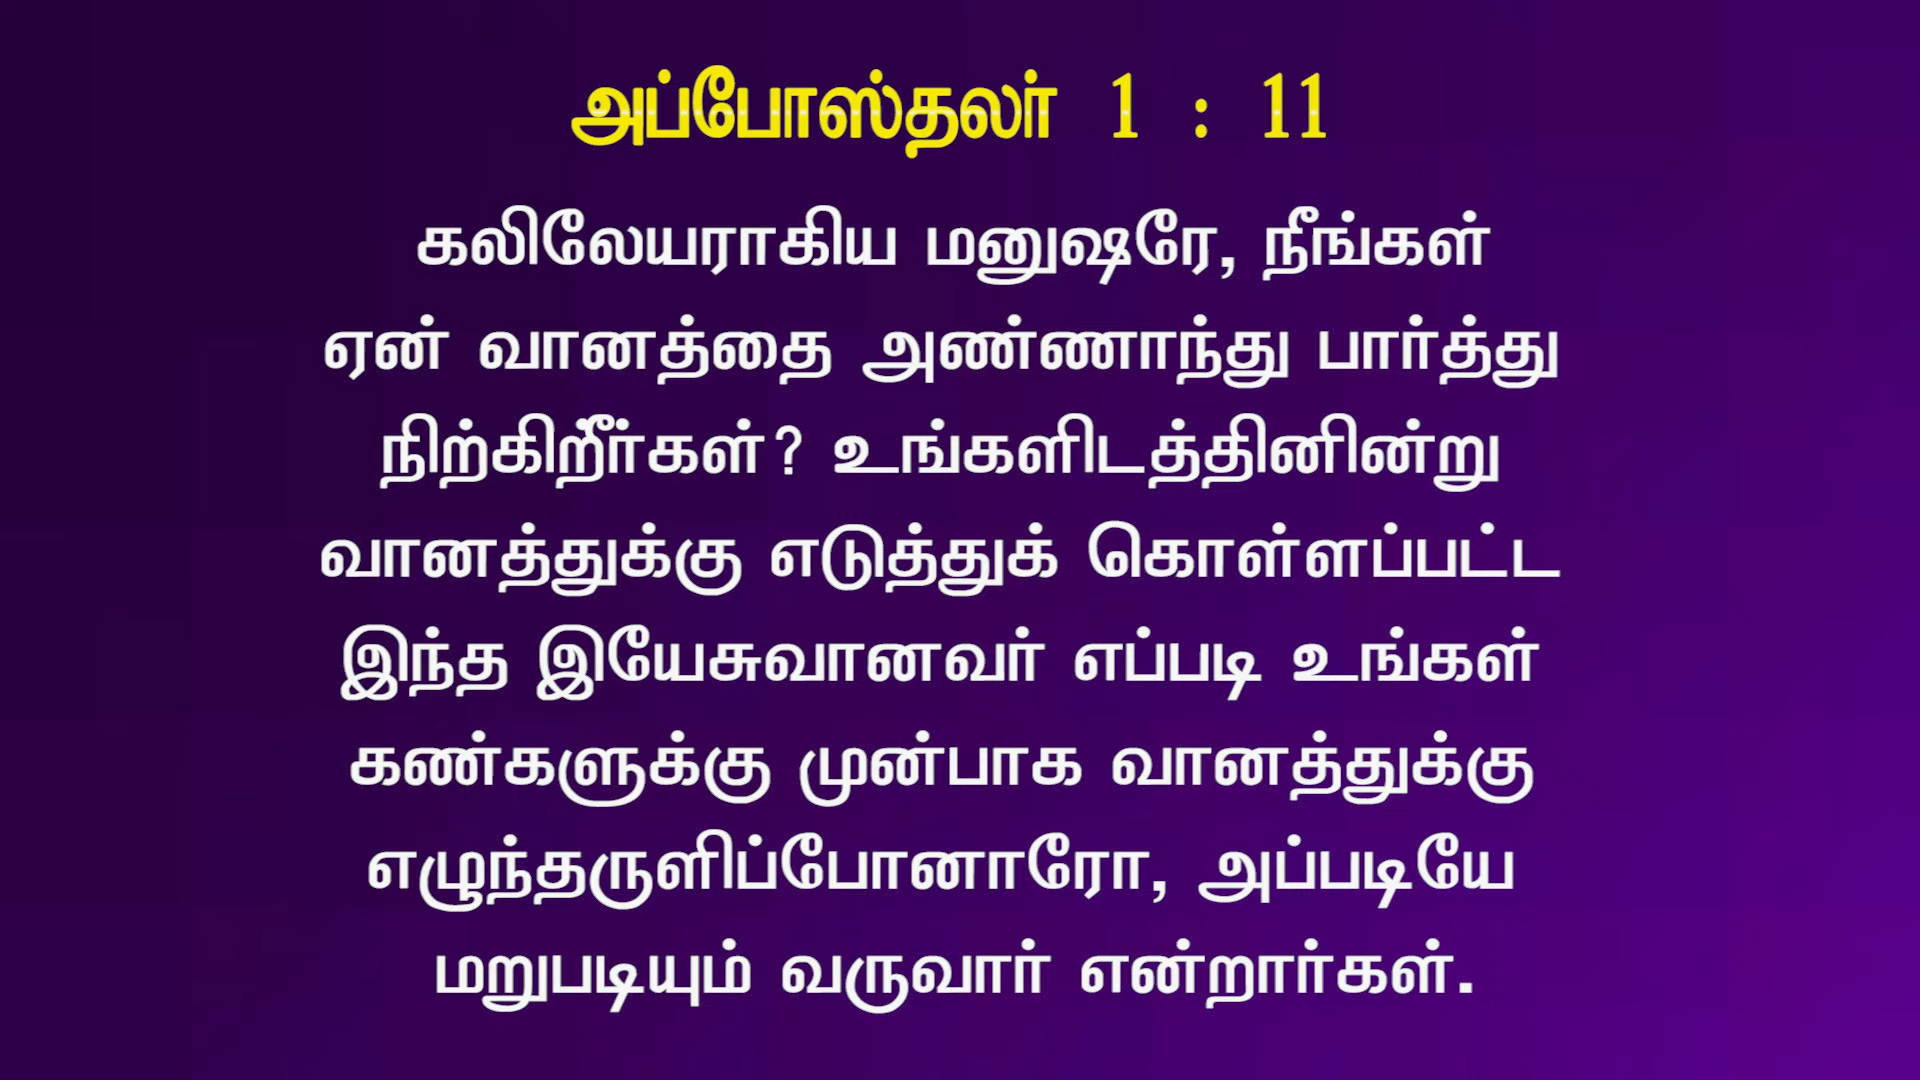 அப்போஸ்தலர் 1 : 11
கலிலேயராகிய மனுஷரே, நீங்கள்
ஏன் வானத்தை அண்ணாந்து பார்த்து
நிற்கிறீர்கள்? உங்களிடத்தினின்று
வானத்துக்கு எடுத்துக் கொள்ளப்பட்ட
இந்த இயேசுவானவர் எப்படி உங்கள்
கண்களுக்கு முன்பாக வானத்துக்கு
எழுந்தருளிப்போனாரோ, அப்படியே
மறுபடியும் வருவார் என்றார்கள்.